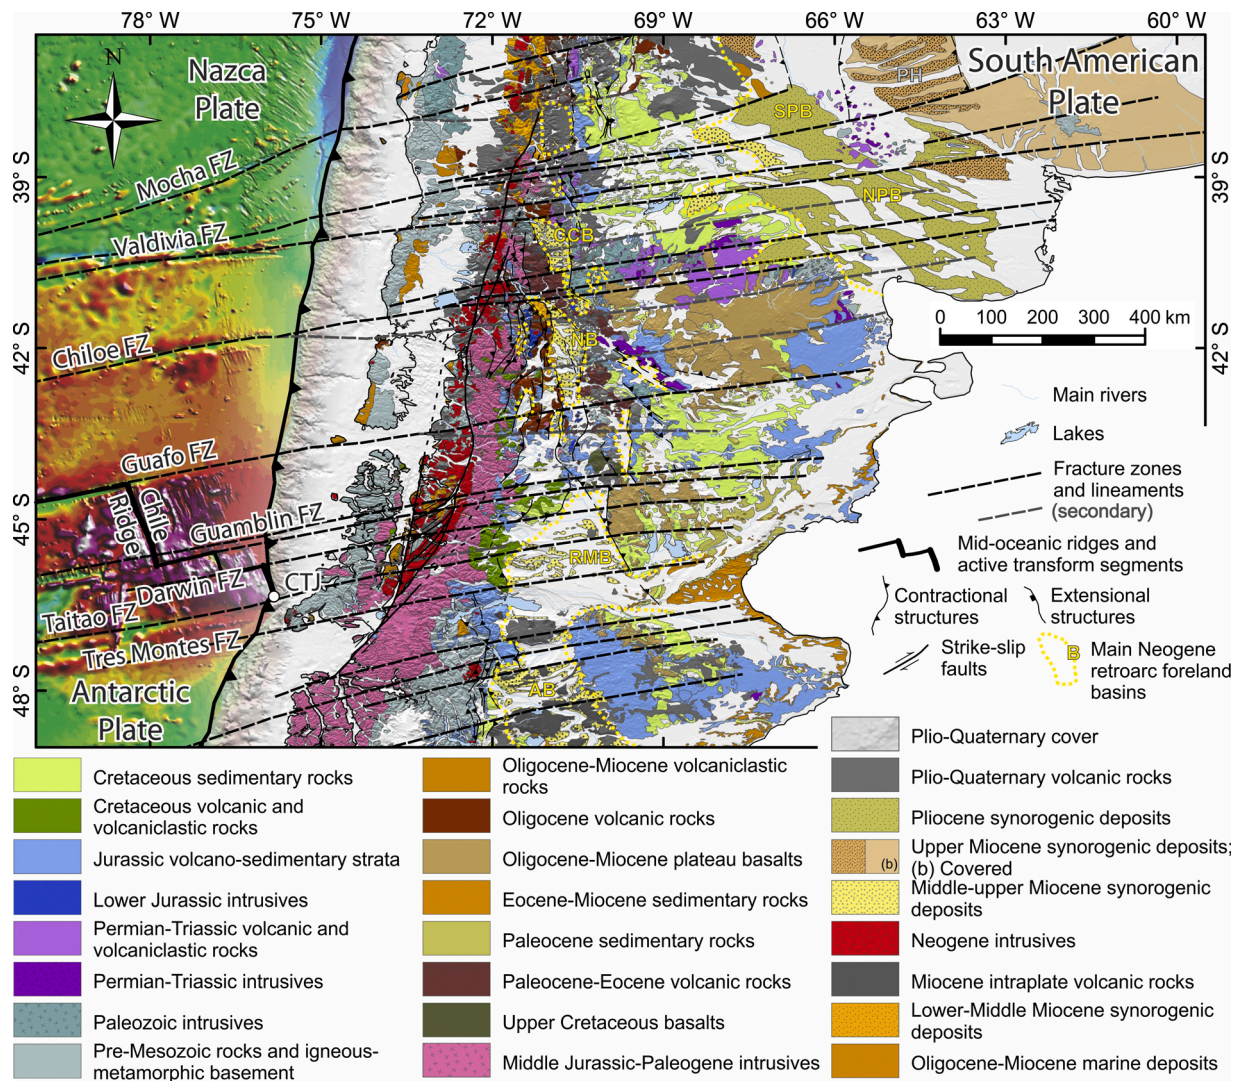 78° W
75° W
72° W
69° W
66° W
63° W
60° W
N
Nazca
Plate
PH
South American
Plate
SPB
39° S
39° S
Mocha FZ
NPB
Valdivia FZ
CCB
0 100 200 300 400 km
42° S
42° S
Chiloe FZ
NB
Main rivers
Lakes
Guafo FZ
Fracture zones
and lineaments
(secondary)
Chile
Ridge
45° S
Guamblin FZ
Mid-oceanic ridges and
active transform segments
RMB
Darwin FZ
CTJ
Contractional
structures
Extensional
structures
Taitao FZ
Tres Montes FZ
Strike-slip
faults
B
Main Neogene
retroarc foreland
basins
48° S
Antarctic
Plate
AB
Cretaceous sedimentary rocks
Cretaceous volcanic and
volcaniclastic rocks
Jurassic volcano-sedimentary strata
Lower Jurassic intrusives
Permian-Triassic volcanic and
volcaniclastic rocks
Permian-Triassic intrusives
Paleozoic intrusives
Pre-Mesozoic rocks and igneous-
metamorphic basement
Oligocene-Miocene volcaniclastic
rocks
Oligocene volcanic rocks
Oligocene-Miocene plateau basalts
Eocene-Miocene sedimentary rocks
Paleocene sedimentary rocks
Paleocene-Eocene volcanic rocks
Upper Cretaceous basalts
Middle Jurassic-Paleogene intrusives
Plio-Quaternary cover
Plio-Quaternary volcanic rocks
Pliocene synorogenic deposits
(b)
Upper Miocene synorogenic deposits;
(b) Covered
Middle-upper Miocene synorogenic
deposits
Neogene intrusives
Miocene intraplate volcanic rocks
Lower-Middle Miocene synorogenic
deposits
Oligocene-Miocene marine deposits